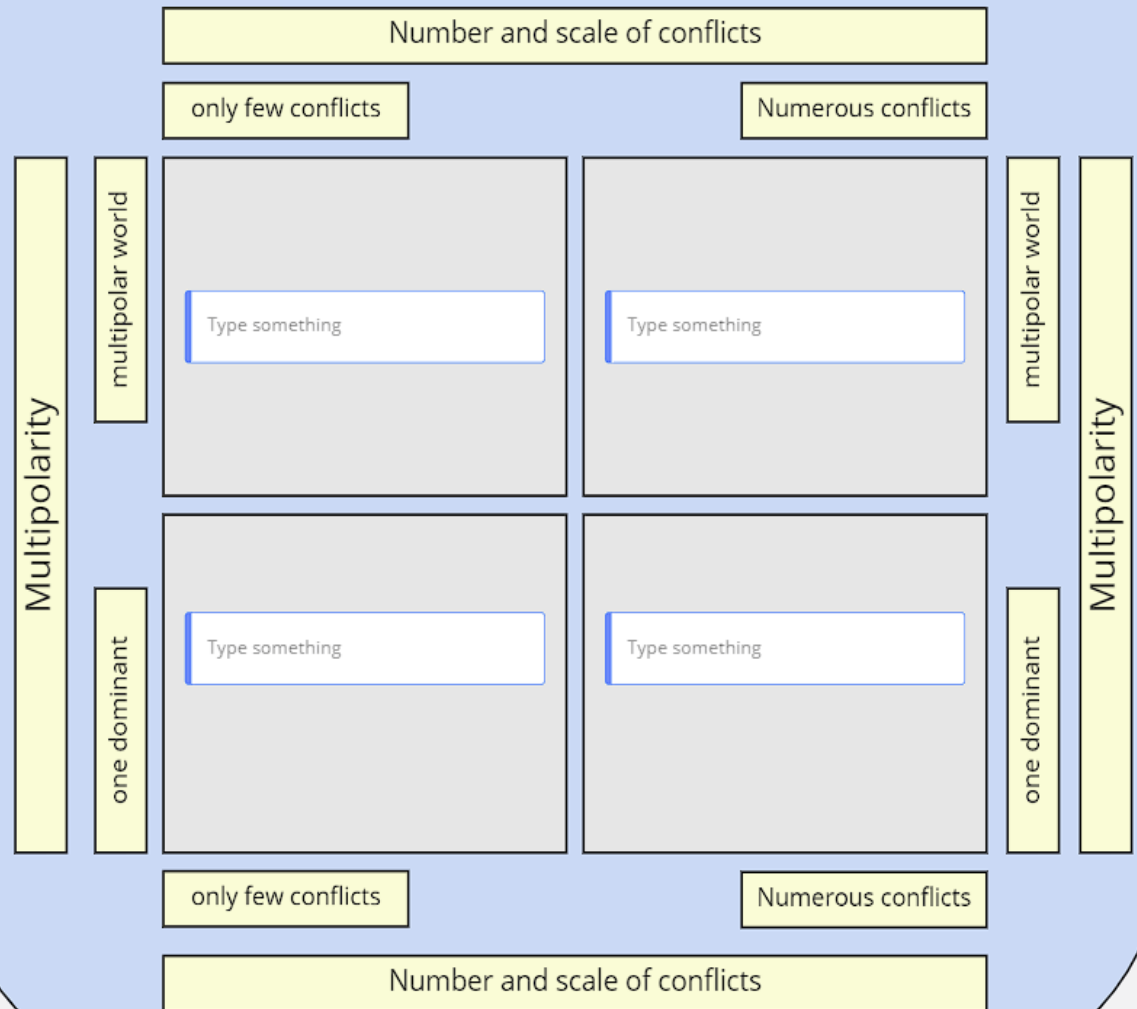 Number and scale of conflicts
only few conflicts
Numerous conflicts
Multipolarity
multipolar world
multipolar world
Multipolarity
Type something
Type something
one dominant
one dominant
Type something
Type something
only few conflicts
Numerous conflicts
Number and scale of conflicts